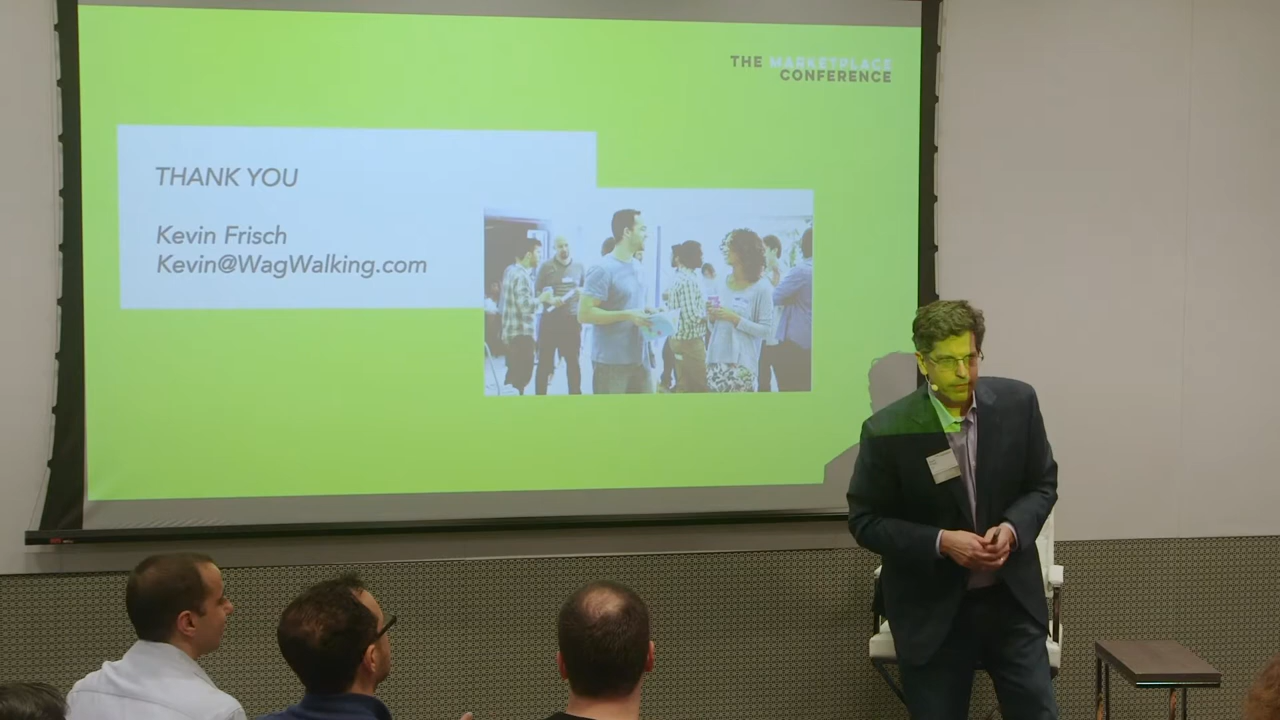 THE MARKETPLACE
CONFERENCE
THANK YOU
Kevin Frisch
Kevin@WagWalking.com